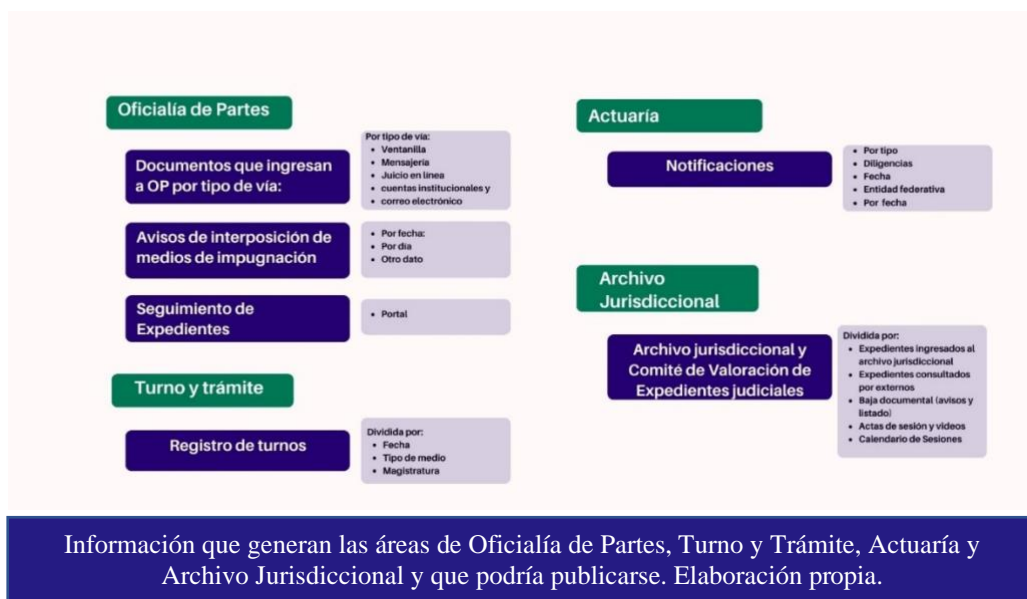 Oficialía de Partes
Documentos que ingresan
a OP por tipo de vía:
Por tipo de vía:
• Ventanilla
• Mensajería
• Juicio en línea
• cuentas institucionales y
• correo electrónico
Avisos de interposición de
medios de impugnación
• Por fecha:
• Por día
• Otro dato
Seguimiento de
Expedientes
• Portal
Turno y trámite
Registro de turnos
Dividida por:
• Fecha
• Tipo de medio
• Magistratura
Actuaría
Notificaciones
• Por tipo
• Diligencias
• Fecha
• Entidad federativa
• Por fecha
Archivo
Jurisdiccional
Archivo jurisdiccional y
Comité de Valoración de
Expedientes judiciales
Dividida por:
• Expedientes ingresados al
archivo jurisdiccional
• Expedientes consultados
por externos
• Baja documental (avisos y
listado)
• Actas de sesión y videos
• Calendario de Sesiones
Información que generan las áreas de Oficialía de Partes, Turno y Trámite, Actuaría y
Archivo Jurisdiccional y que podría publicarse. Elaboración propia.